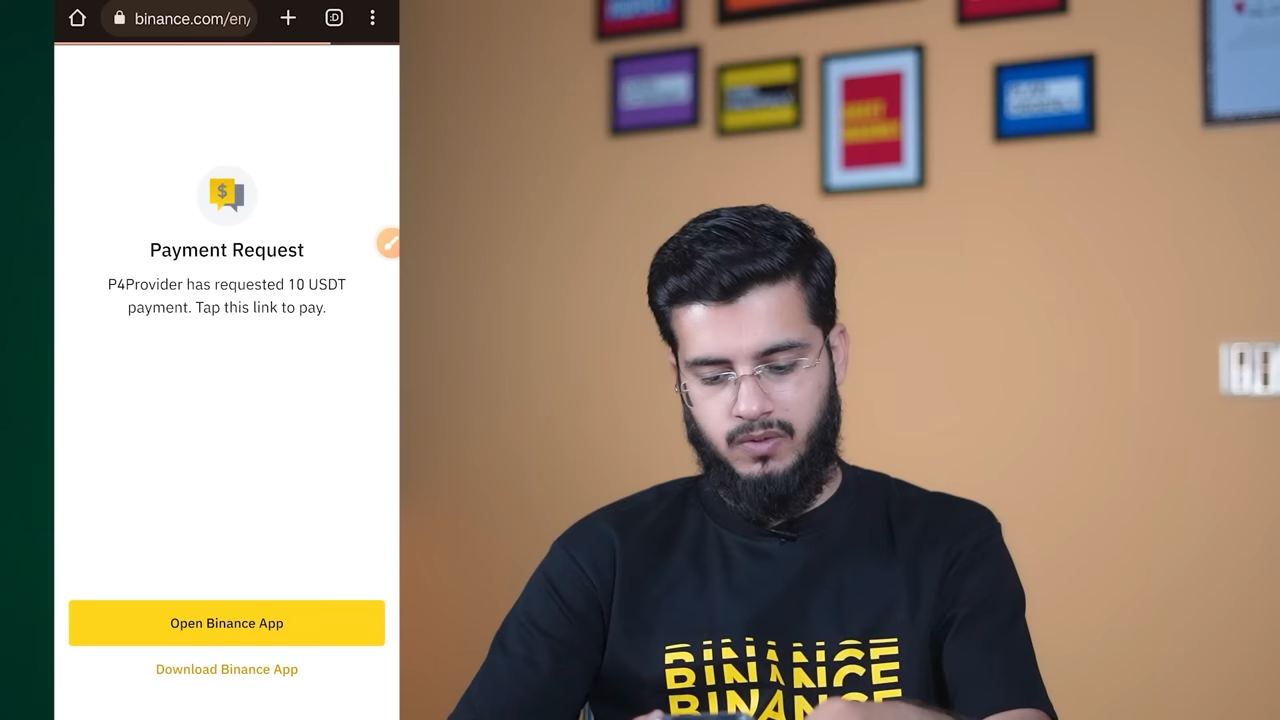 binance.com/en/
:D
$
Payment Request
P4Provider has requested 10 USDT
payment. Tap this link to pay.
Open Binance App
Download Binance App
BINANCE
BINANCE
BINANCE